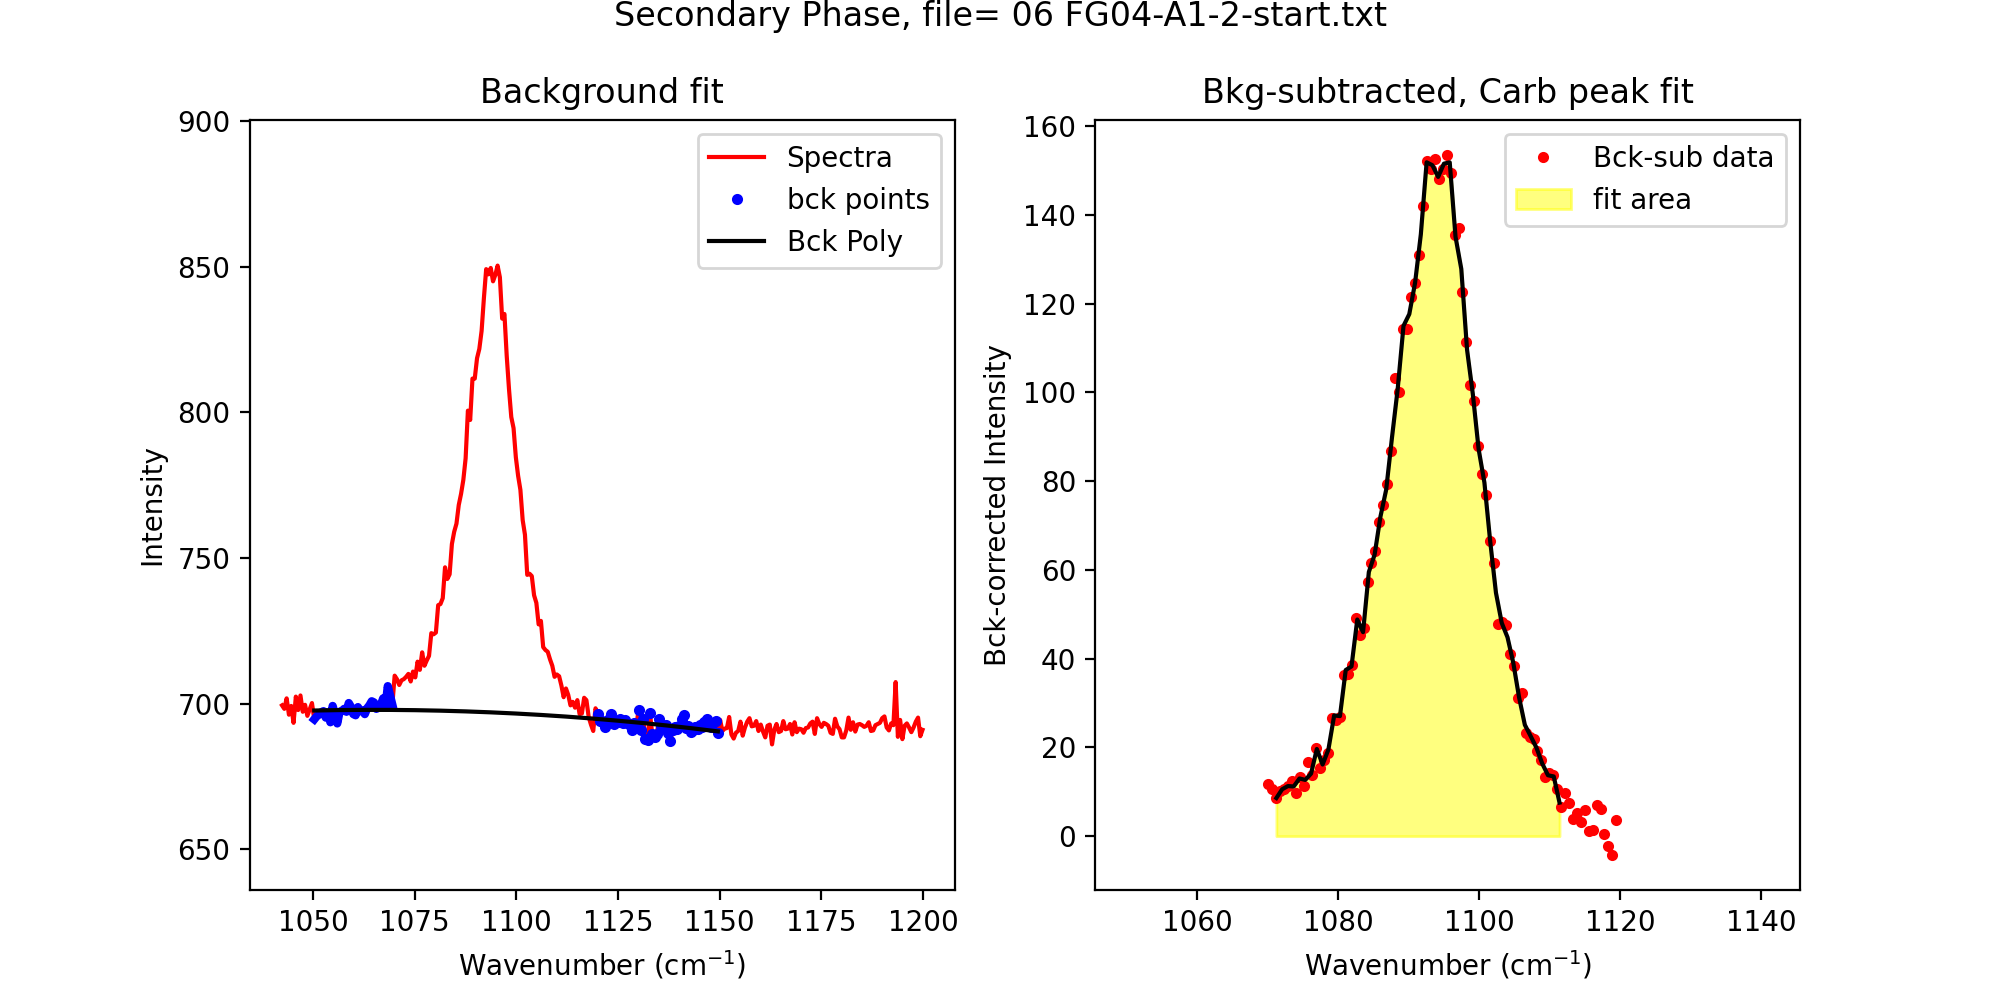 Secondary Phase, file= 06 FG04-A1-2-start.txt
Background fit
900
850
800
750
700
650
Intensity
Spectra
bck points
Bck Poly
1050 1075 1100 1125 1150 1175 1200
Wavenumber (cm⁻¹)
Bkg-subtracted, Carb peak fit
160
140
120
100
80
60
40
20
0
Bck-corrected Intensity
Bck-sub data
fit area
1060 1080 1100 1120 1140
Wavenumber (cm⁻¹)